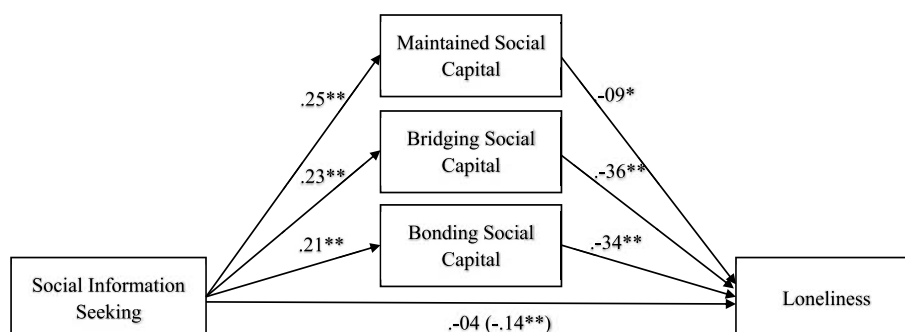 Maintained Social
Capital
.25**
.-09*
Bridging Social
Capital
.23**
.-36**
Bonding Social
Capital
.21**
.-34**
Social Information
Seeking
Loneliness
.-04 (-.14**)